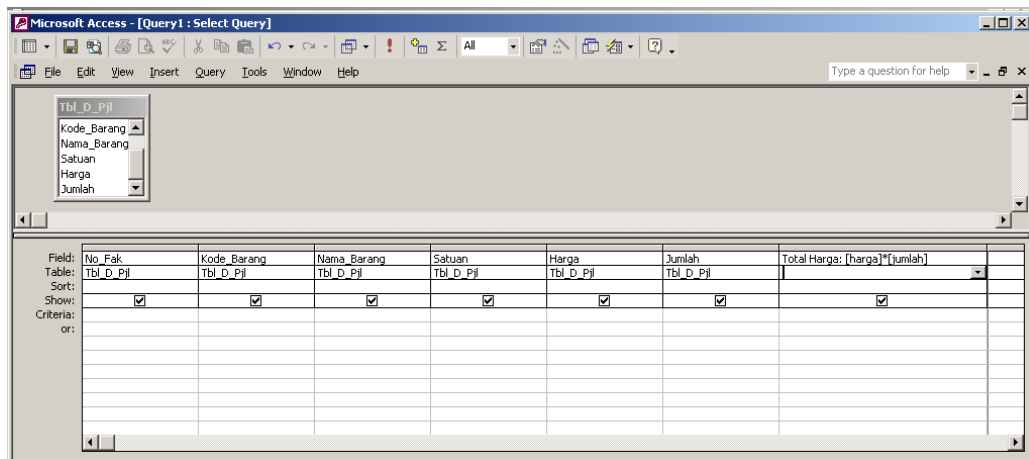 Microsoft Access - [Query1 : Select Query]
All
File Edit View Insert Query Tools Window Help Type a question for help
Tbl_D_Pjl
Kode_Barang
Nama_Barang
Satuan
Harga
Jumlah
Field: No_Fak Kode_Barang Nama_Barang Satuan Harga Jumlah Total Harga: [harga]*[jumlah]
Table: Tbl_D_Pjl Tbl_D_Pjl Tbl_D_Pjl Tbl_D_Pjl Tbl_D_Pjl Tbl_D_Pjl
Sort:
Show:
Criteria:
or: